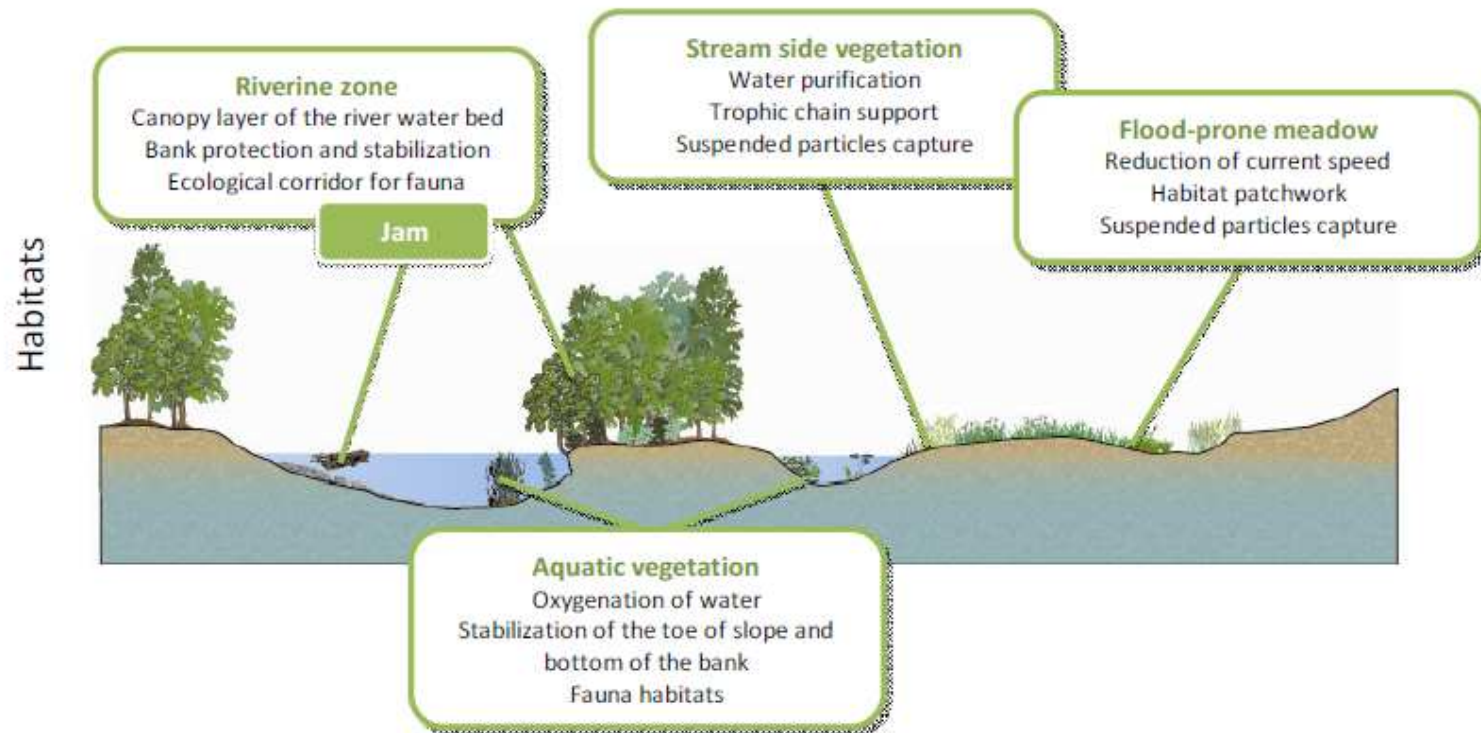 Habitats
Riverine zone
Canopy layer of the river water bed
Bank protection and stabilization
Ecological corridor for fauna
Jam
Stream side vegetation
Water purification
Trophic chain support
Suspended particles capture
Flood-prone meadow
Reduction of current speed
Habitat patchwork
Suspended particles capture
Aquatic vegetation
Oxygenation of water
Stabilization of the toe of slope and
bottom of the bank
Fauna habitats